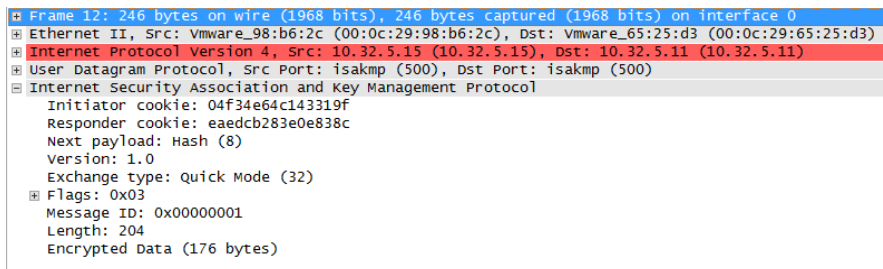 Frame 12: 246 bytes on wire (1968 bits), 246 bytes captured (1968 bits) on interface 0
Ethernet II, Src: Vmware_98:b6:2c (00:0c:29:98:b6:2c), Dst: Vmware_65:25:d3 (00:0c:29:65:25:d3)
Internet Protocol Version 4, Src: 10.32.5.15 (10.32.5.15), Dst: 10.32.5.11 (10.32.5.11)
User Datagram Protocol, Src Port: isakmp (500), Dst Port: isakmp (500)
Internet Security Association and Key Management Protocol
Initiator cookie: 04f34e64c143319f
Responder cookie: eaedcb283e0e838c
Next payload: Hash (8)
Version: 1.0
Exchange type: Quick Mode (32)
Flags: 0x03
Message ID: 0x00000001
Length: 204
Encrypted Data (176 bytes)